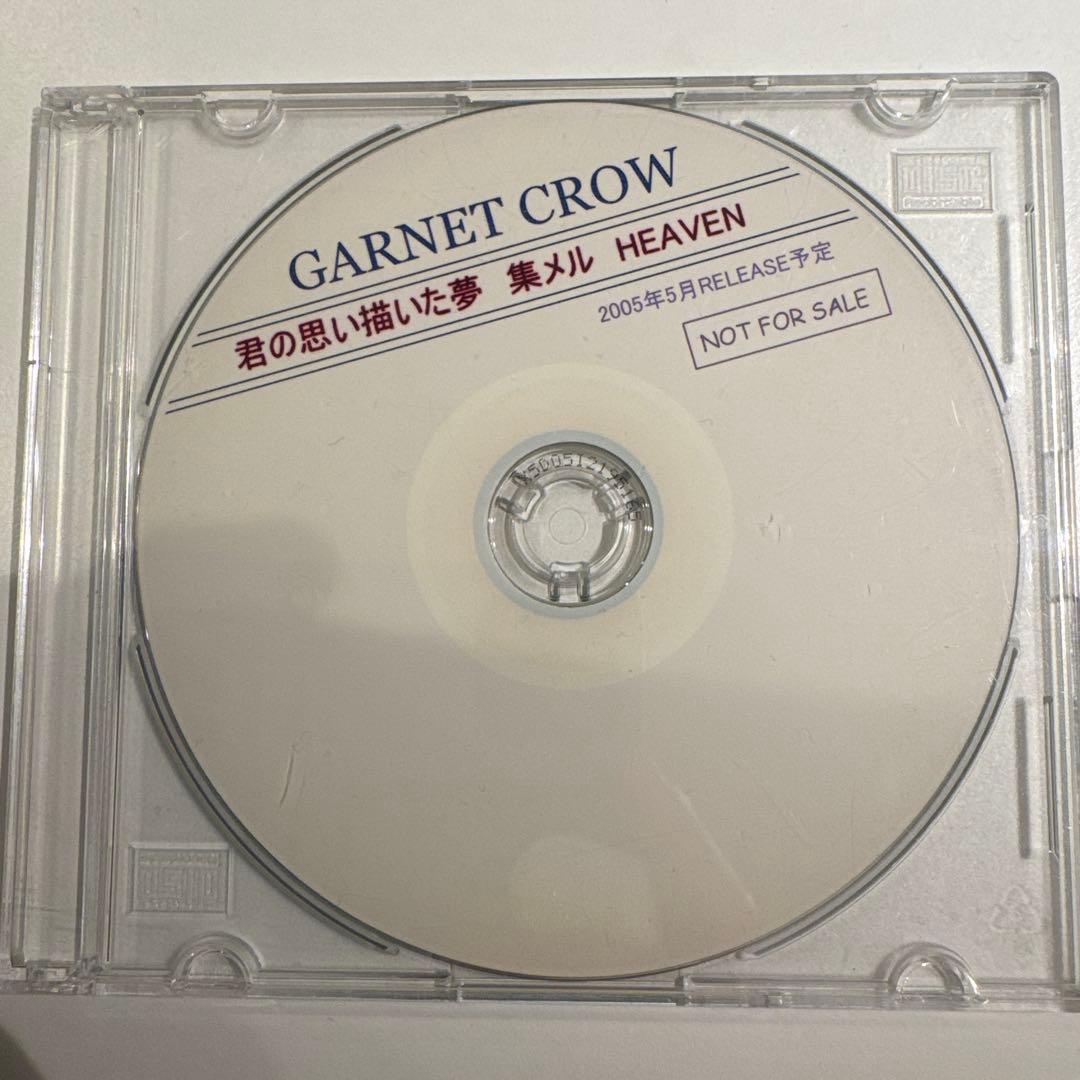 GARNET CROW
君の思い描いた夢 集メル HEAVEN
2005年5月RELEASE予定
NOT FOR SALE